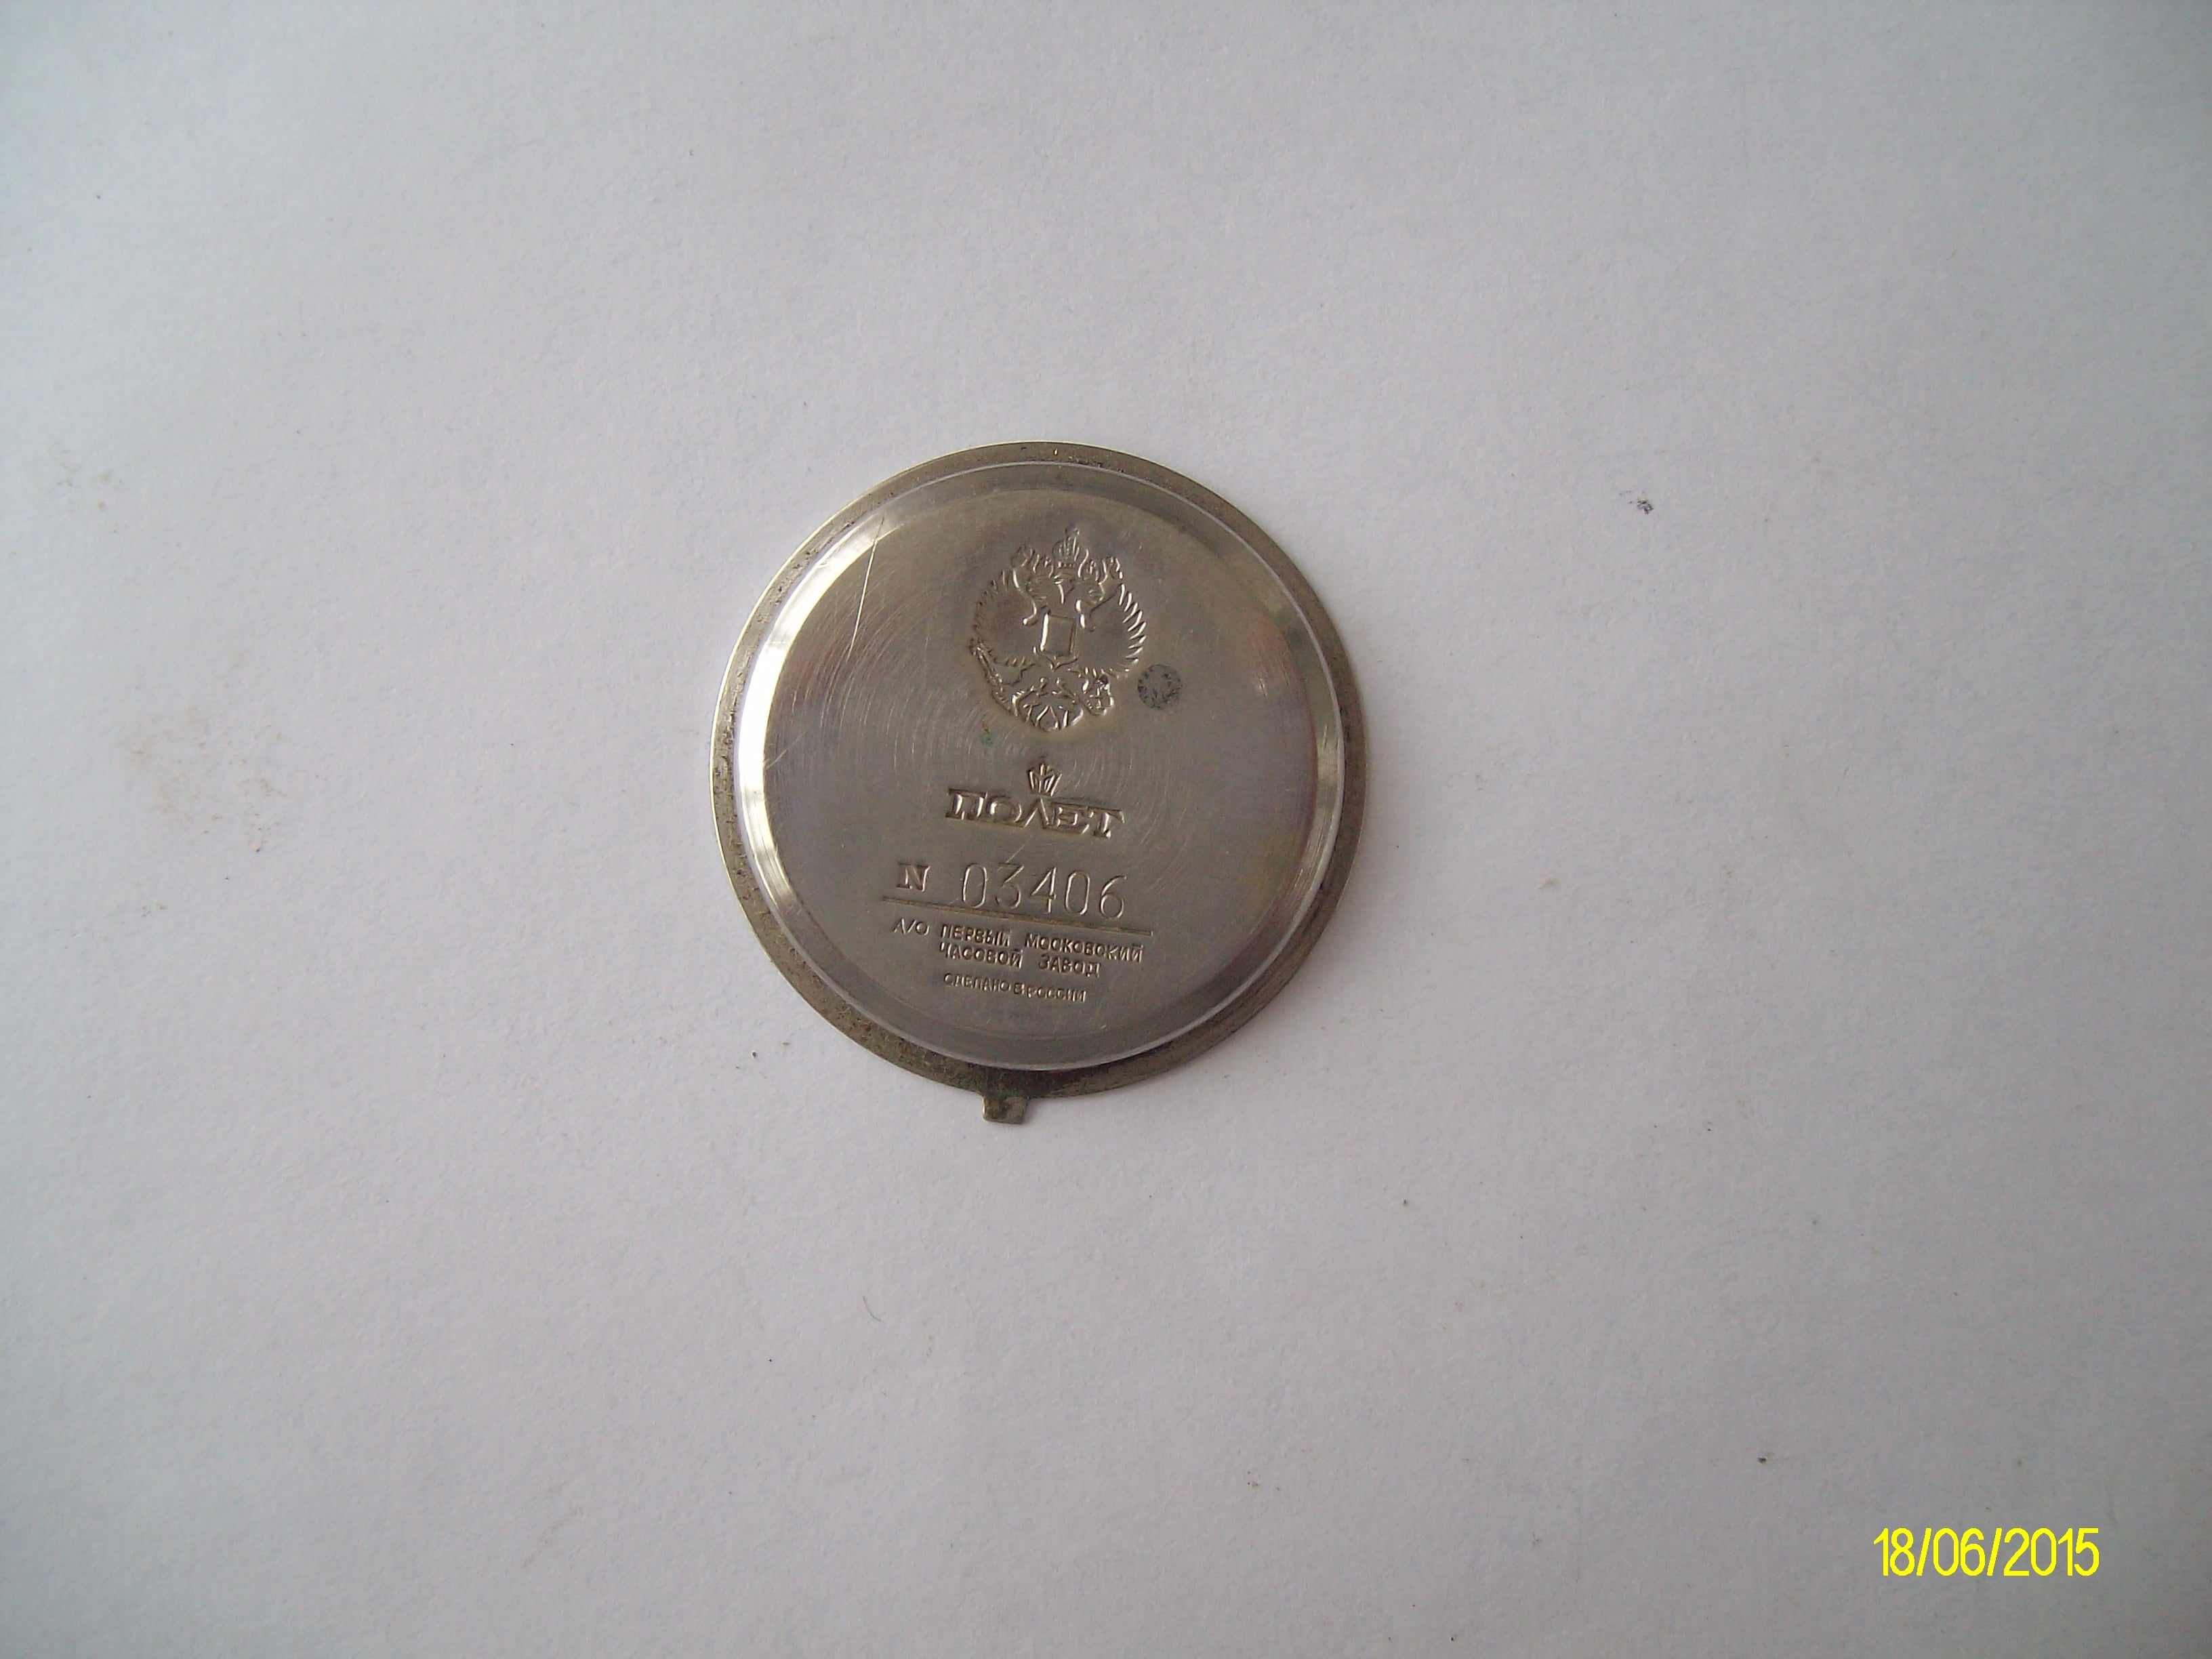 ПОЛЕТ
N 03406
А/О ПЕРВЫЙ МОСКОВСКИЙ
ЧАСОВОЙ ЗАВОД
СДЕЛАНО В РОССИИ
18/06/2015